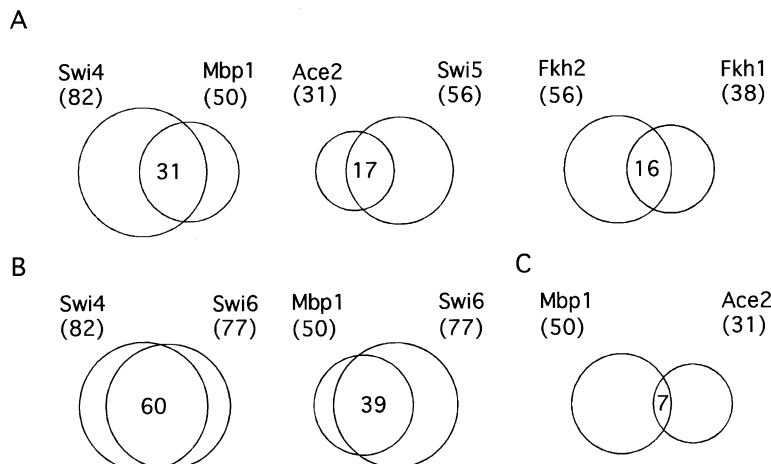 A
Swi4 Mbp1 Ace2 Swi5 Fkh2 Fkh1
(82) (50) (31) (56) (56) (38)
31 17 16
B C
Swi4 Swi6 Mbp1 Swi6 Mbp1 Ace2
(82) (77) (50) (77) (50) (31)
60 39 7